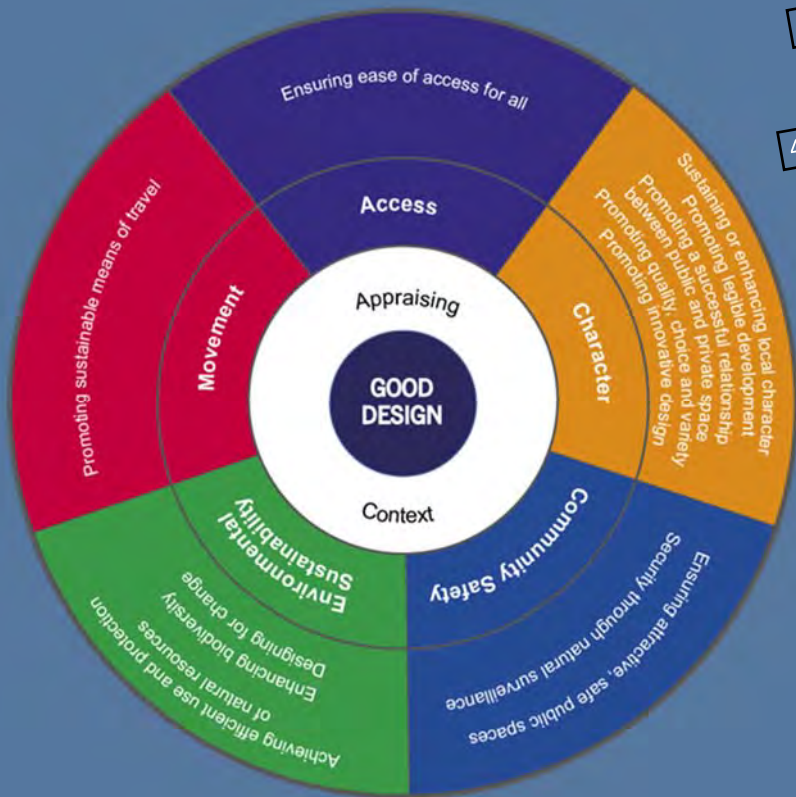 GOOD
DESIGN
Appraising
Context
Access
Ensuring ease of access for all
Character
Sustaining or enhancing local character
Promoting legible development
Promoting a successful relationship
between public and private space
Promoting quality, choice and variety
Promoting innovative design
Community Safety
Ensuring attractive, safe public spaces
Security through natural surveillance
Environmental
Sustainability
Achieving efficient use and protection
of natural resources
Enhancing biodiversity
Designing for change
Movement
Promoting sustainable means of travel